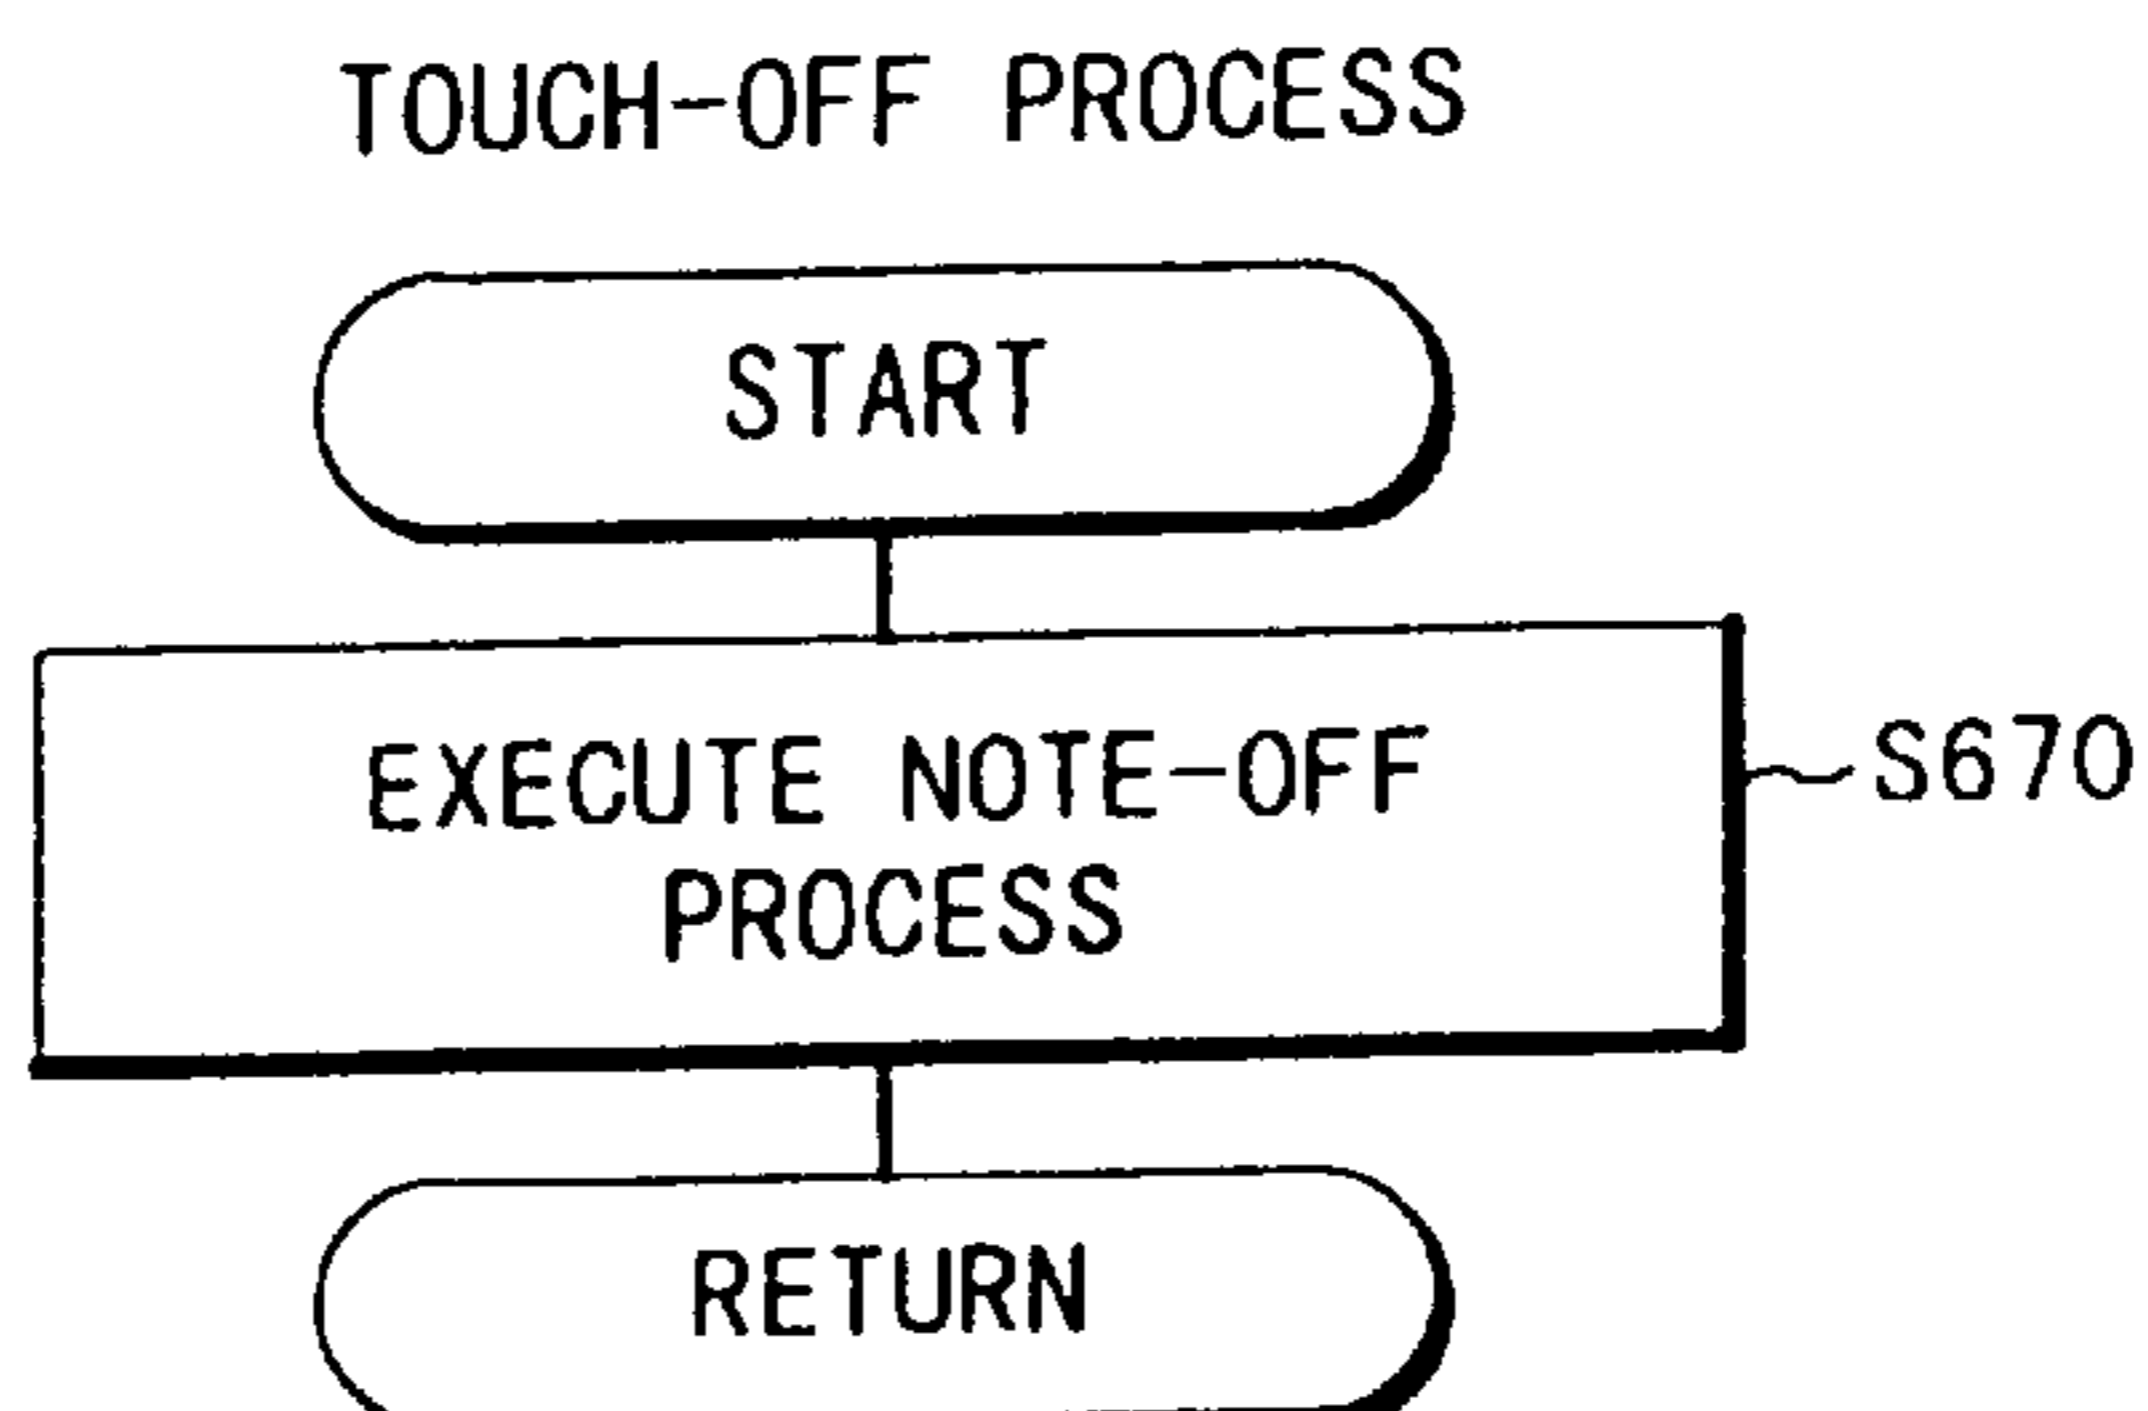 TOUCH-OFF PROCESS
START
EXECUTE NOTE-OFF
PROCESS
S670
RETURN